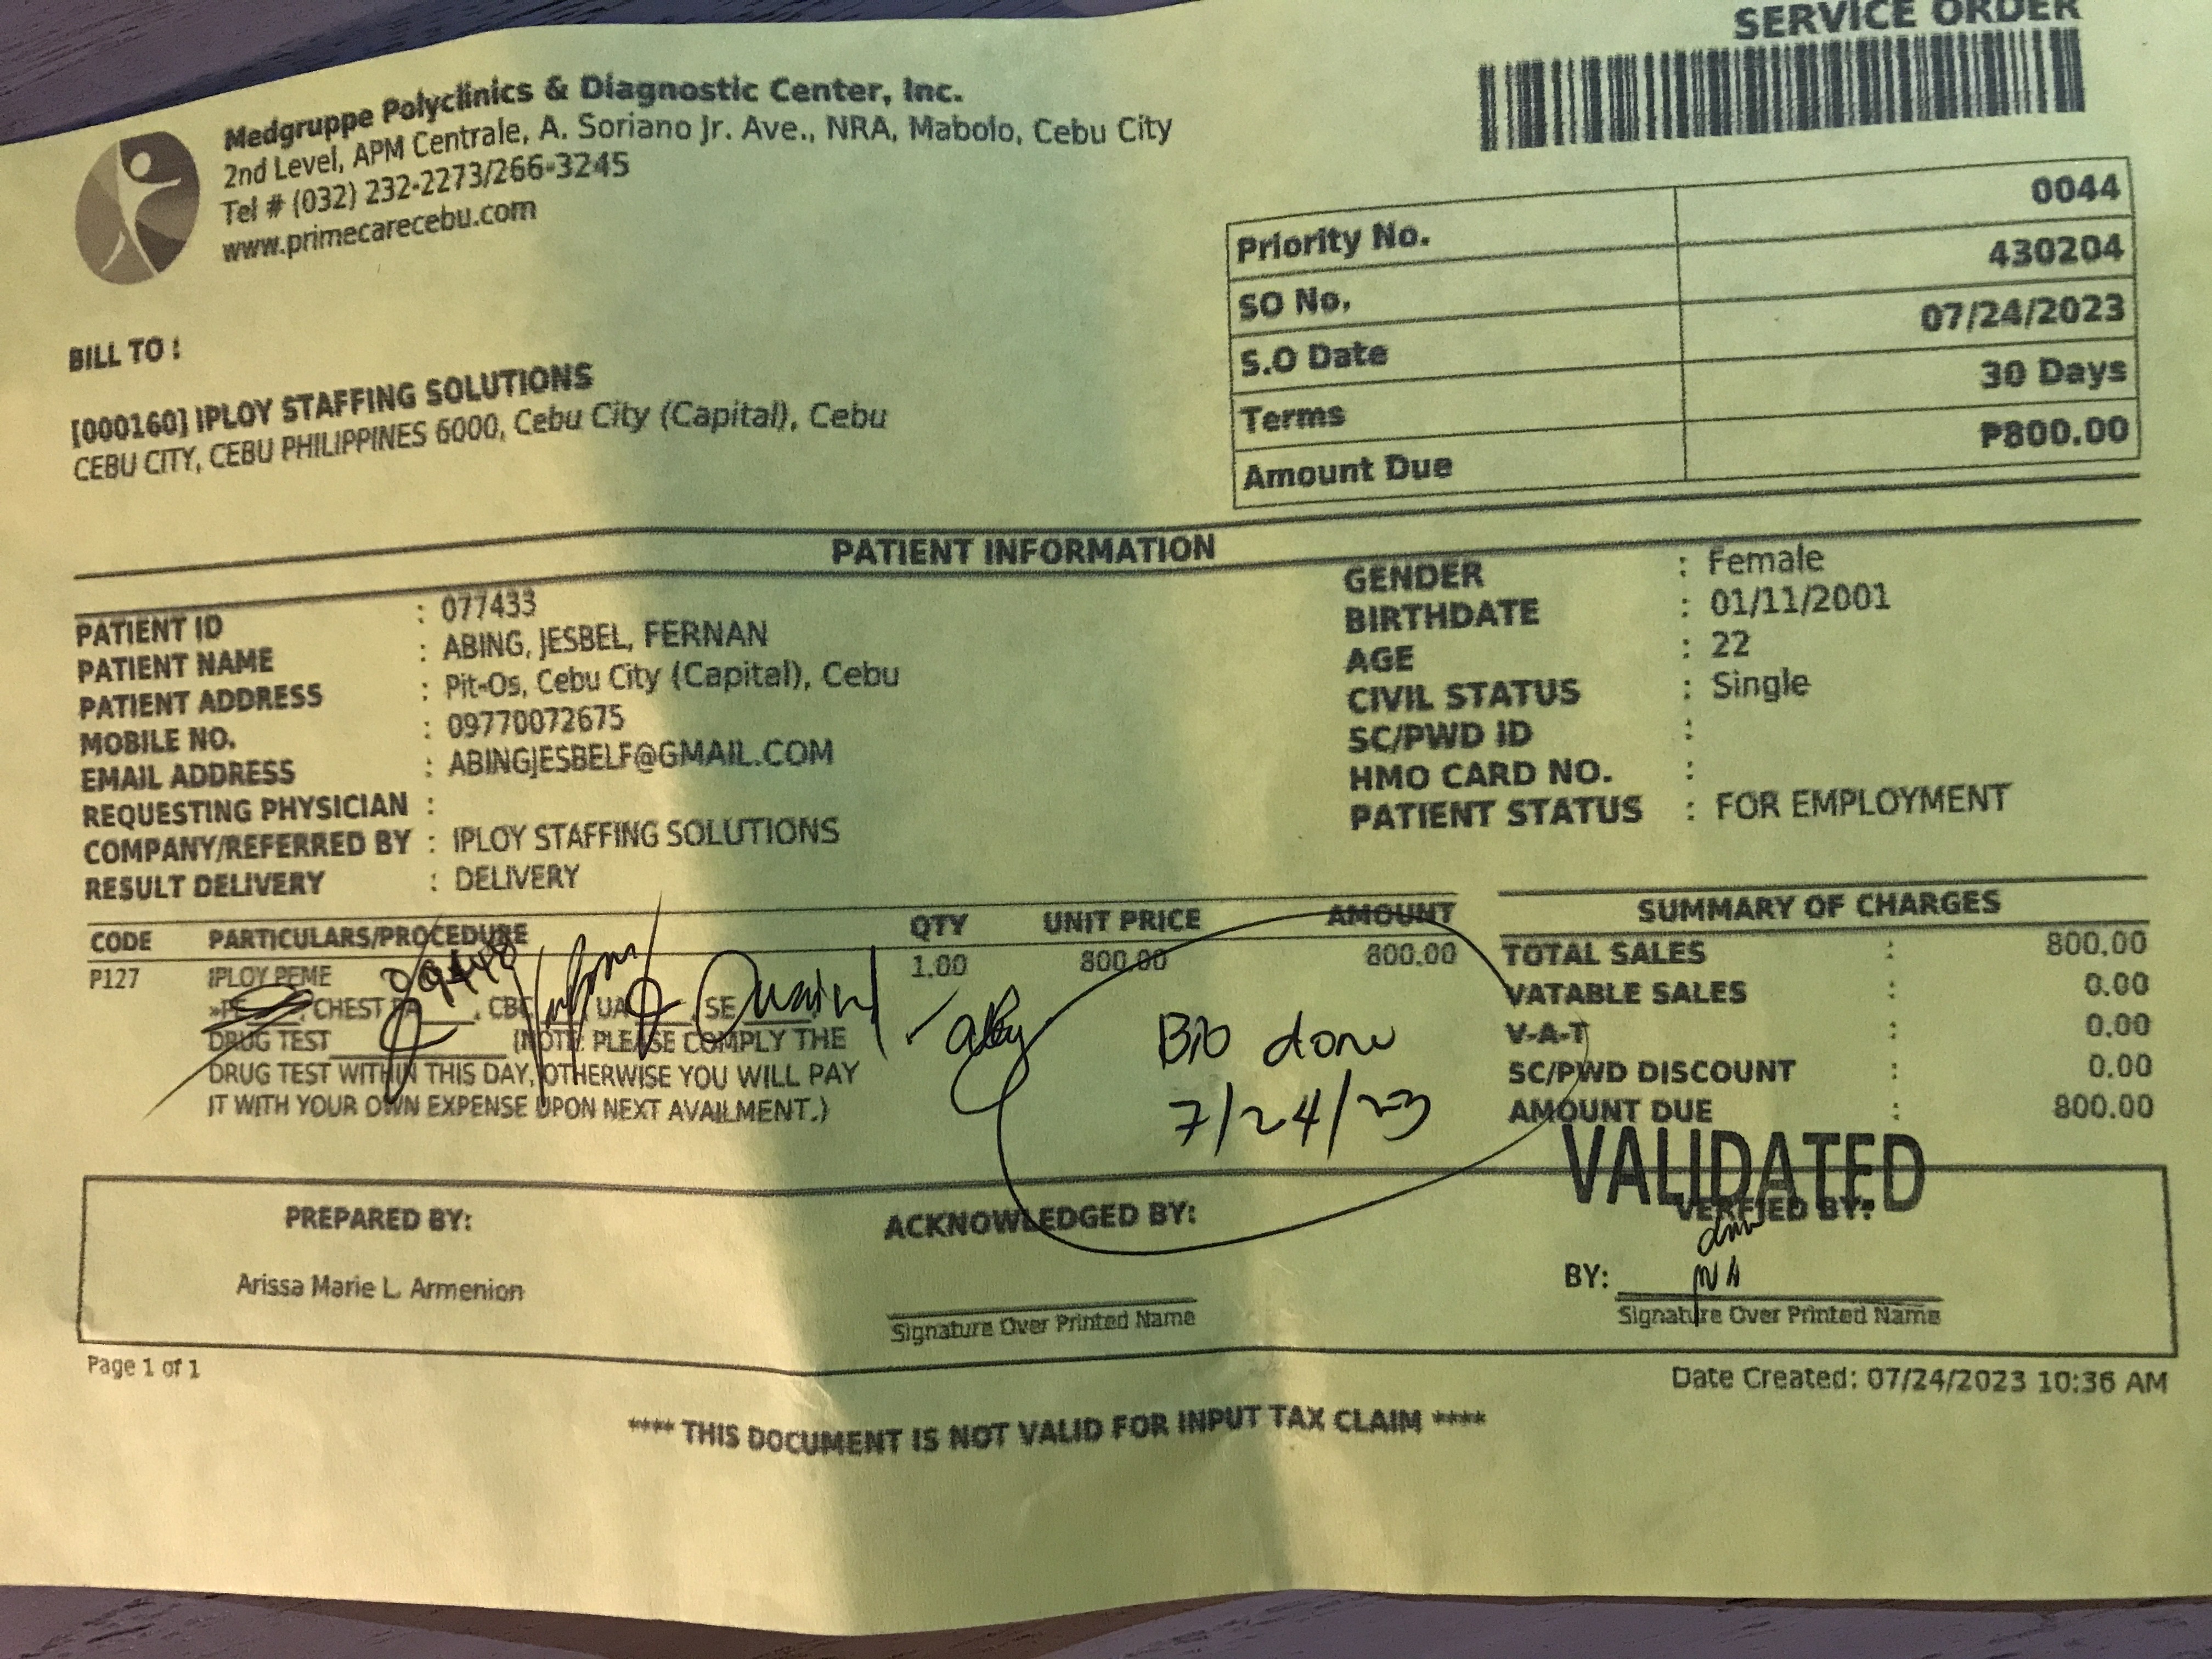 SERVICE ORDER
Medgruppe Polyclinics & Diagnostic Center, Inc.
2nd Level, APM Centrale, A. Soriano Jr. Ave., NRA, Mabolo, Cebu City
Tel # (032) 232-2273/266-3245
www.primecarecebu.com
Priority No. 0044
SO No. 430204
S.O Date 07/24/2023
Terms 30 Days
Amount Due ₱800.00
BILL TO :
[000160] IPLOY STAFFING SOLUTIONS
CEBU CITY, CEBU PHILIPPINES 6000, Cebu City (Capital), Cebu
PATIENT INFORMATION
PATIENT ID : 077433
PATIENT NAME : ABING, JESBEL, FERNAN
PATIENT ADDRESS : Pit-Os, Cebu City (Capital), Cebu
MOBILE NO. : 09770072675
EMAIL ADDRESS : ABINGJESBELF@GMAIL.COM
REQUESTING PHYSICIAN :
COMPANY/REFERRED BY : IPLOY STAFFING SOLUTIONS
RESULT DELIVERY : DELIVERY
GENDER : Female
BIRTHDATE : 01/11/2001
AGE : 22
CIVIL STATUS : Single
SC/PWD ID :
HMO CARD NO. :
PATIENT STATUS : FOR EMPLOYMENT
CODE PARTICULARS/PROCEDURE QTY UNIT PRICE AMOUNT
P127 IPLOY PEME 1.00 800.00 800.00
CHEST CBC UA SE
DRUG TEST (NOTE: PLEASE COMPLY THE
DRUG TEST WITHIN THIS DAY, OTHERWISE YOU WILL PAY
IT WITH YOUR OWN EXPENSE UPON NEXT AVAILMENT.)
Bio done
7/24/23
SUMMARY OF CHARGES
TOTAL SALES : 800.00
VATABLE SALES : 0.00
V-A-T : 0.00
SC/PWD DISCOUNT : 0.00
AMOUNT DUE : 800.00
VALIDATED
PREPARED BY:
Arissa Marie L. Armenion
ACKNOWLEDGED BY:
Signature Over Printed Name
VERFIED BY:
BY:
Signature Over Printed Name
Page 1 of 1
Date Created: 07/24/2023 10:36 AM
**** THIS DOCUMENT IS NOT VALID FOR INPUT TAX CLAIM ****